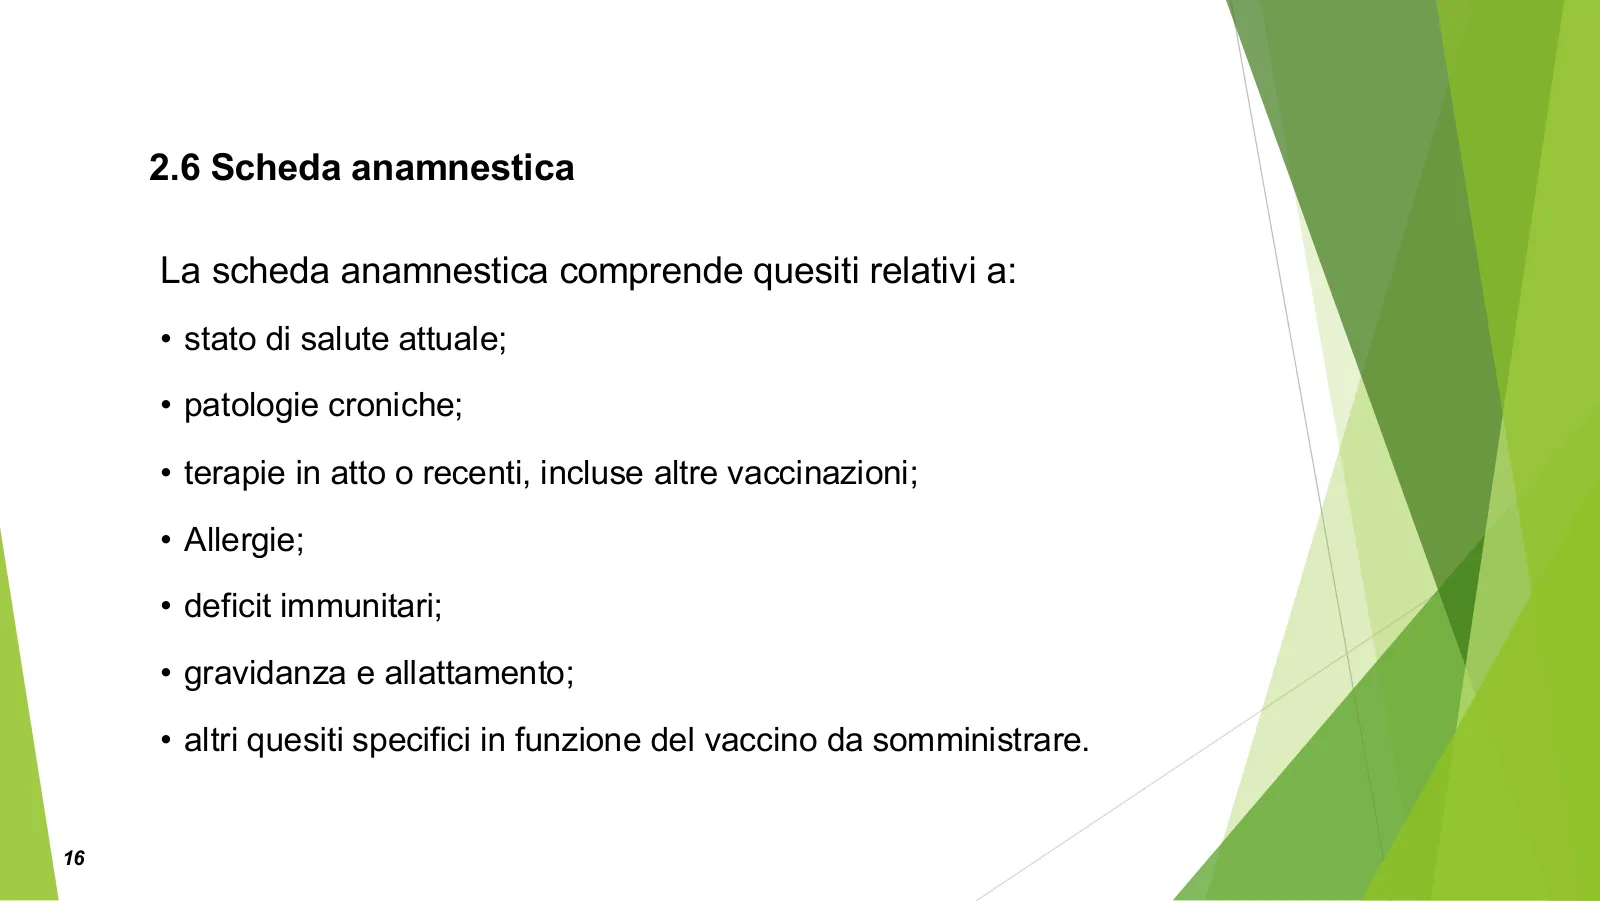 2.6 Scheda anamnestica
La scheda anamnestica comprende quesiti relativi a:
• stato di salute attuale;
• patologie croniche;
• terapie in atto o recenti, incluse altre vaccinazioni;
• Allergie;
• deficit immunitari;
• gravidanza e allattamento;
• altri quesiti specifici in funzione del vaccino da somministrare.
16